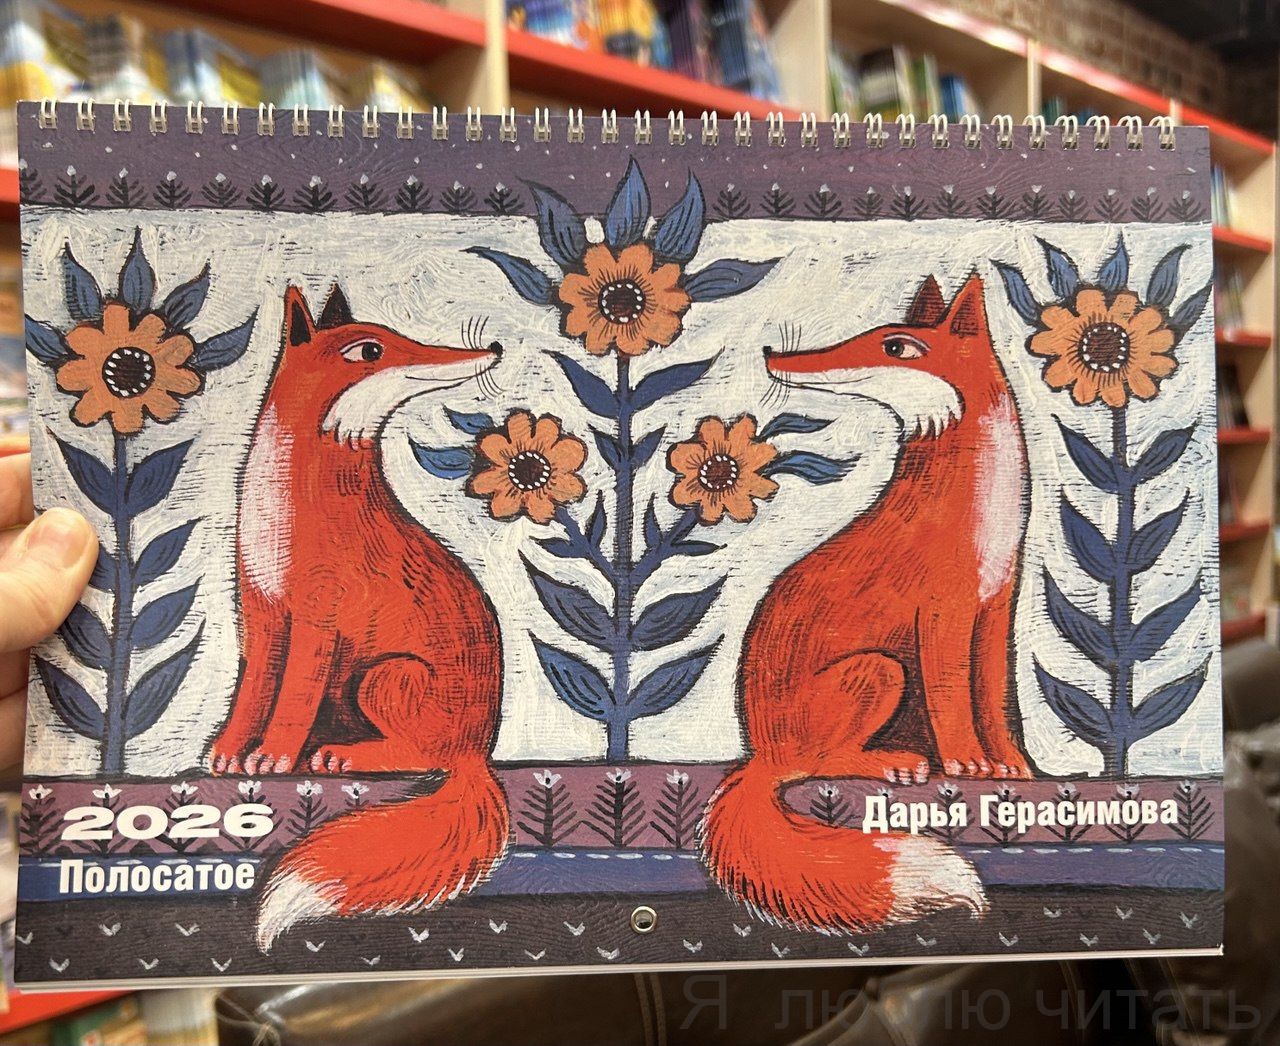 2026
Полосатое
Дарья Герасимова
Я люблю читать